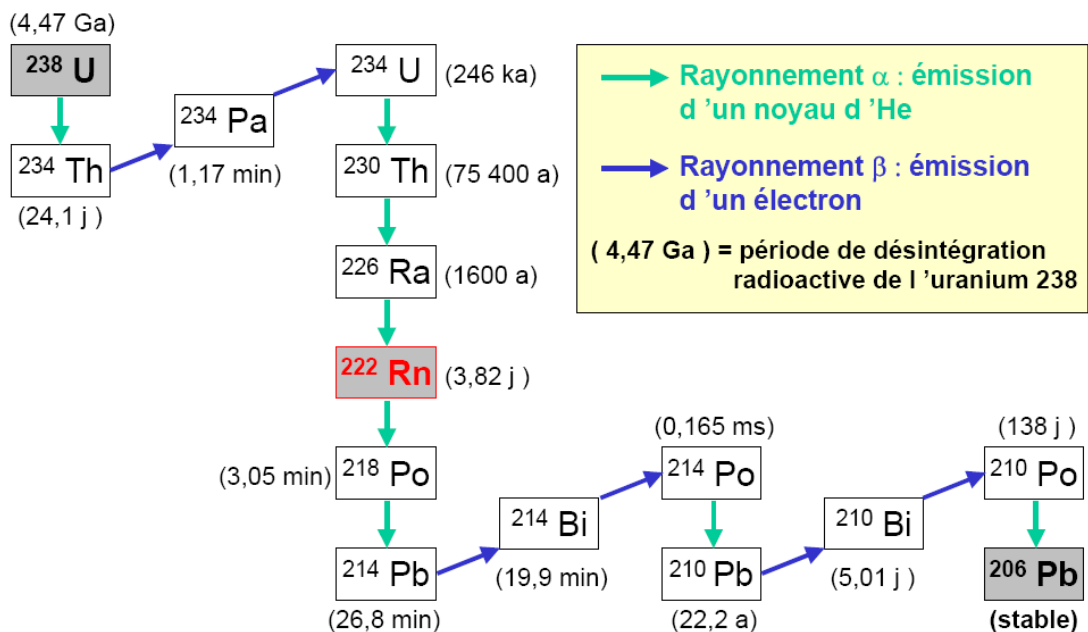 (4,47 Ga)
238 U
234 Th
(24,1 j )
234 Pa
(1,17 min)
234 U
(246 ka)
230 Th
(75 400 a)
226 Ra
(1600 a)
222 Rn
(3,82 j )
218 Po
(3,05 min)
214 Pb
(26,8 min)
214 Bi
(19,9 min)
(0,165 ms)
214 Po
210 Pb
(22,2 a)
210 Bi
(5,01 j )
(138 j )
210 Po
206 Pb
(stable)
Rayonnement α : émission
d 'un noyau d 'He
Rayonnement β : émission
d 'un électron
( 4,47 Ga ) = période de désintégration
radioactive de l 'uranium 238